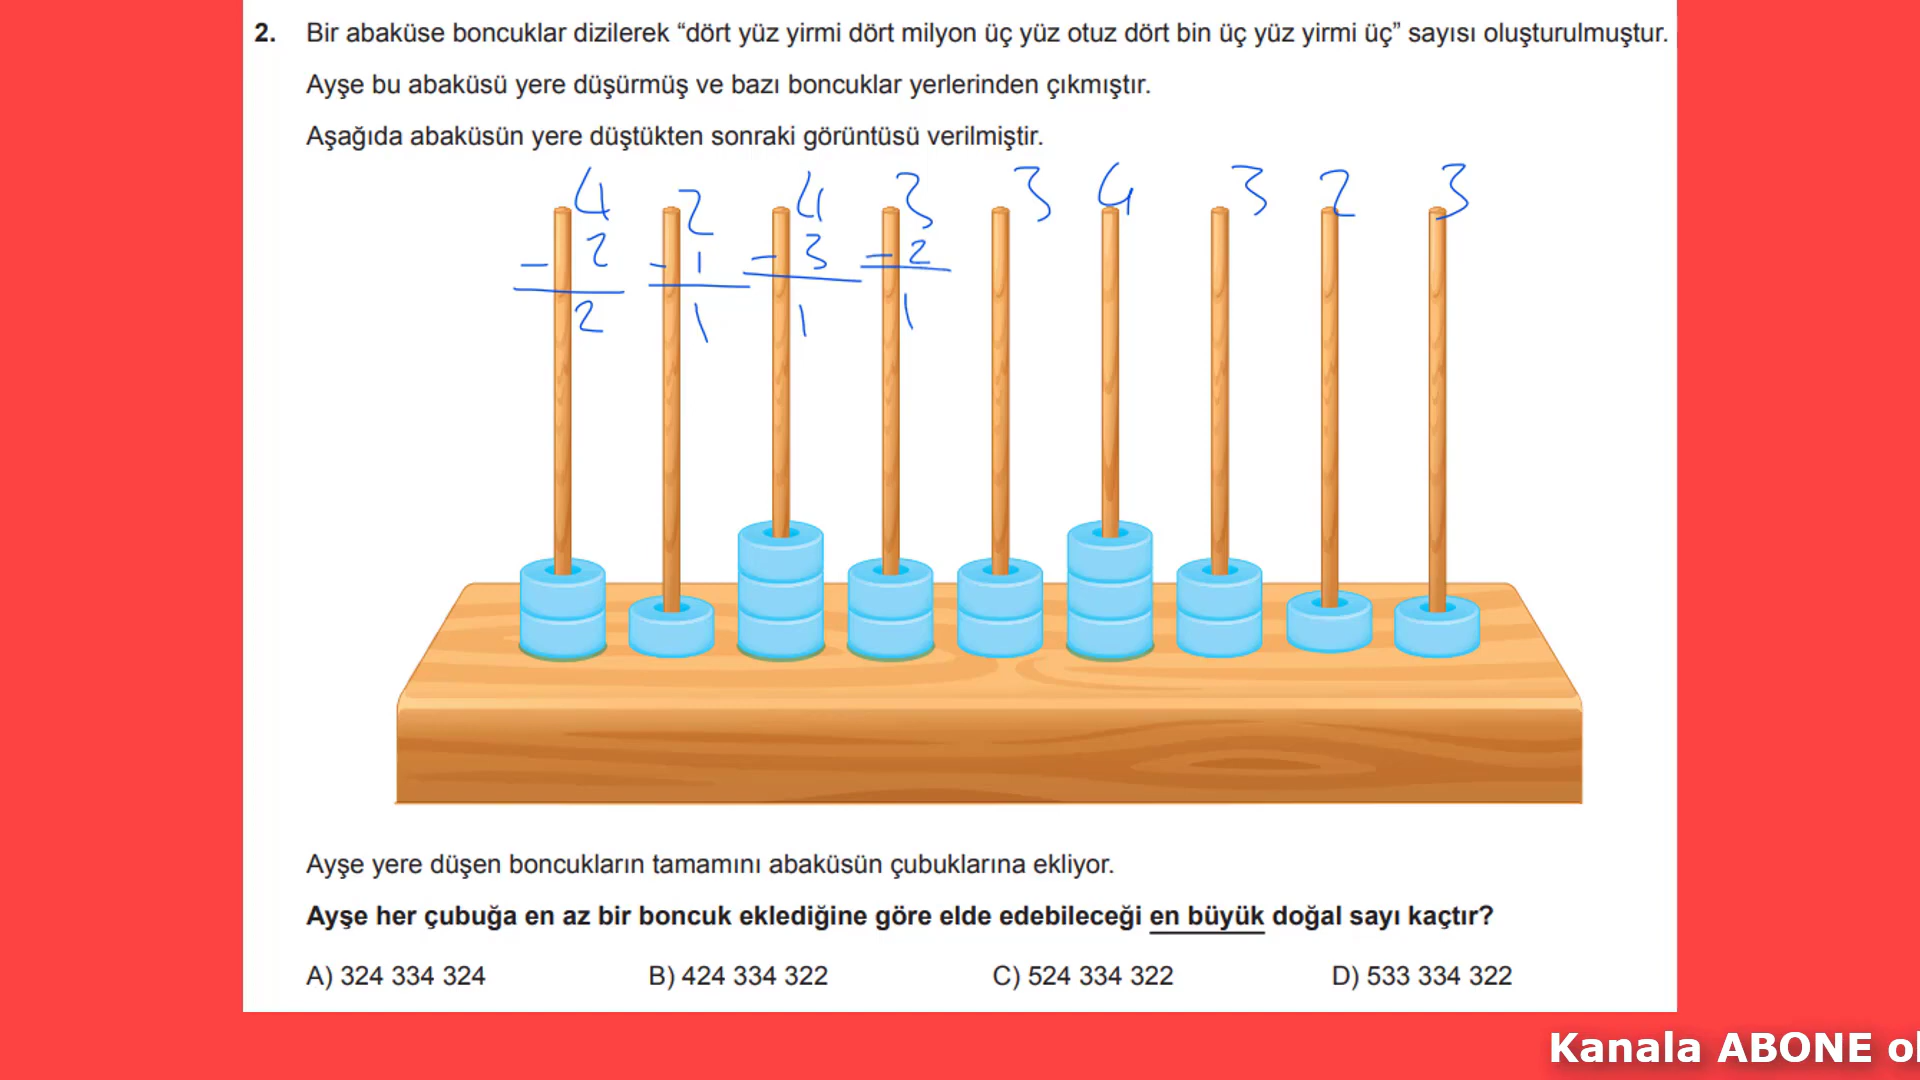 2. Bir abaküse boncuklar dizilerek “dört yüz yirmi dört milyon üç yüz otuz dört bin üç yüz yirmi üç” sayısı oluşturulmuştur.
Ayşe bu abaküsü yere düşürmüş ve bazı boncuklar yerlerinden çıkmıştır.
Aşağıda abaküsün yere düştükten sonraki görüntüsü verilmiştir.
4 2 4 3 3 4 3 2 3
- 2 - 1 - 3 - 2
2 1 1 1
Ayşe yere düşen boncukların tamamını abaküsün çubuklarına ekliyor.
Ayşe her çubuğa en az bir boncuk eklediğine göre elde edebileceği en büyük doğal sayı kaçtır?
A) 324 334 324 B) 424 334 322 C) 524 334 322 D) 533 334 322
Kanala ABONE ol